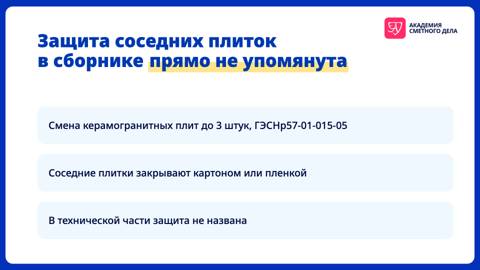 Защита соседних плиток
в сборнике прямо не упомянута
АКАДЕМИЯ
СМЕТНОГО ДЕЛА
Смена керамогранитных плит до 3 штук, ГЭСНр57-01-015-05
Соседние плитки закрывают картоном или пленкой
В технической части защита не названа